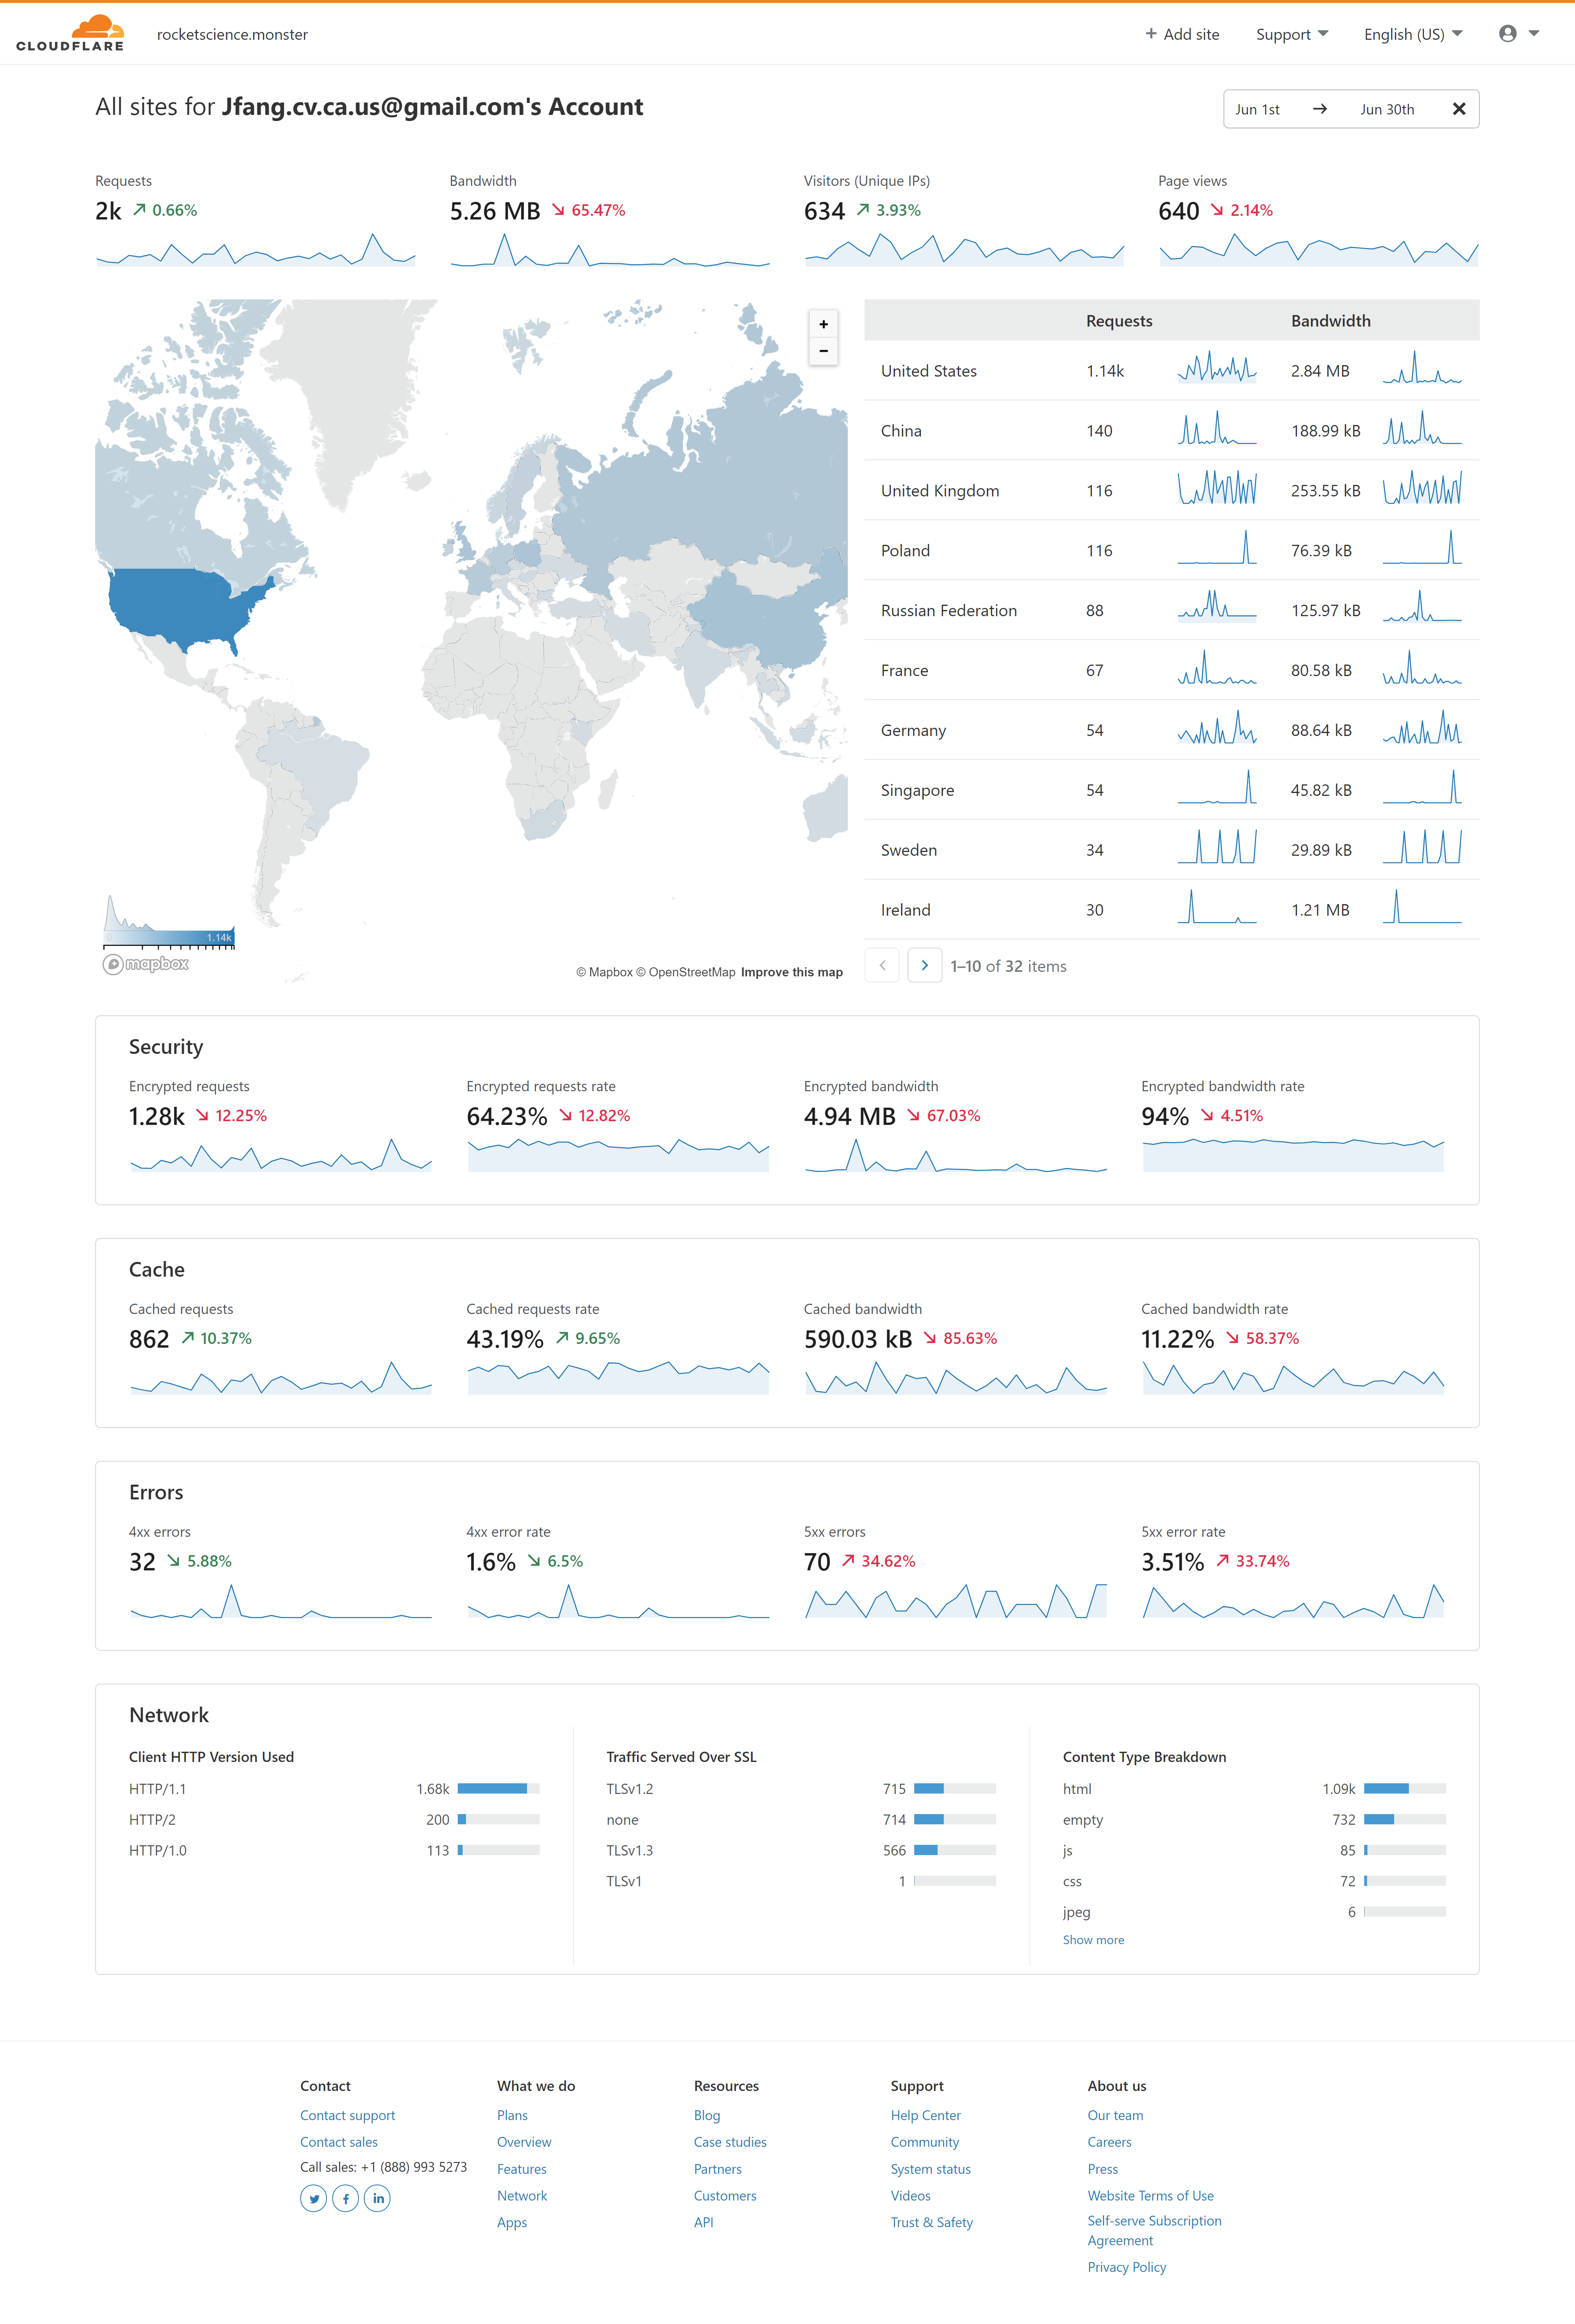 CLOUDFLARE
rocketscience.monster
+ Add site
Support
English (US)
All sites for Jfang.cv.ca.us@gmail.com's Account
Jun 1st → Jun 30th ✕
Requests
2k ↗ 0.66%
Bandwidth
5.26 MB ↘ 65.47%
Visitors (Unique IPs)
634 ↗ 3.93%
Page views
640 ↘ 2.14%
+
−
0 1.14k
mapbox
© Mapbox © OpenStreetMap Improve this map
Requests Bandwidth
United States 1.14k 2.84 MB
China 140 188.99 kB
United Kingdom 116 253.55 kB
Poland 116 76.39 kB
Russian Federation 88 125.97 kB
France 67 80.58 kB
Germany 54 88.64 kB
Singapore 54 45.82 kB
Sweden 34 29.89 kB
Ireland 30 1.21 MB
1–10 of 32 items
Security
Encrypted requests
1.28k ↘ 12.25%
Encrypted requests rate
64.23% ↘ 12.82%
Encrypted bandwidth
4.94 MB ↘ 67.03%
Encrypted bandwidth rate
94% ↘ 4.51%
Cache
Cached requests
862 ↗ 10.37%
Cached requests rate
43.19% ↗ 9.65%
Cached bandwidth
590.03 kB ↘ 85.63%
Cached bandwidth rate
11.22% ↘ 58.37%
Errors
4xx errors
32 ↘ 5.88%
4xx error rate
1.6% ↘ 6.5%
5xx errors
70 ↗ 34.62%
5xx error rate
3.51% ↗ 33.74%
Network
Client HTTP Version Used
HTTP/1.1 1.68k
HTTP/2 200
HTTP/1.0 113
Traffic Served Over SSL
TLSv1.2 715
none 714
TLSv1.3 566
TLSv1 1
Content Type Breakdown
html 1.09k
empty 732
js 85
css 72
jpeg 6
Show more
Contact
Contact support
Contact sales
Call sales: +1 (888) 993 5273
What we do
Plans
Overview
Features
Network
Apps
Resources
Blog
Case studies
Partners
Customers
API
Support
Help Center
Community
System status
Videos
Trust & Safety
About us
Our team
Careers
Press
Website Terms of Use
Self-serve Subscription
Agreement
Privacy Policy